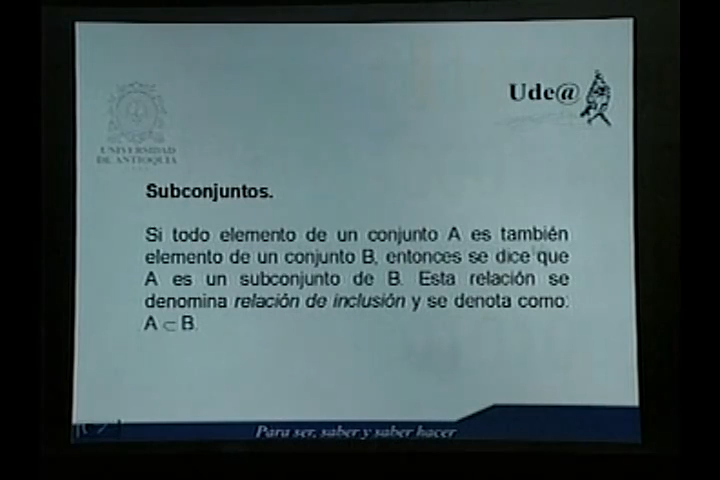 UNIVERSIDAD
DE ANTIOQUIA
Ude@
Subconjuntos.
Si todo elemento de un conjunto A es también
elemento de un conjunto B, entonces se dice que
A es un subconjunto de B. Esta relación se
denomina relación de inclusión y se denota como:
A ⊂ B.
Para ser, saber y saber hacer